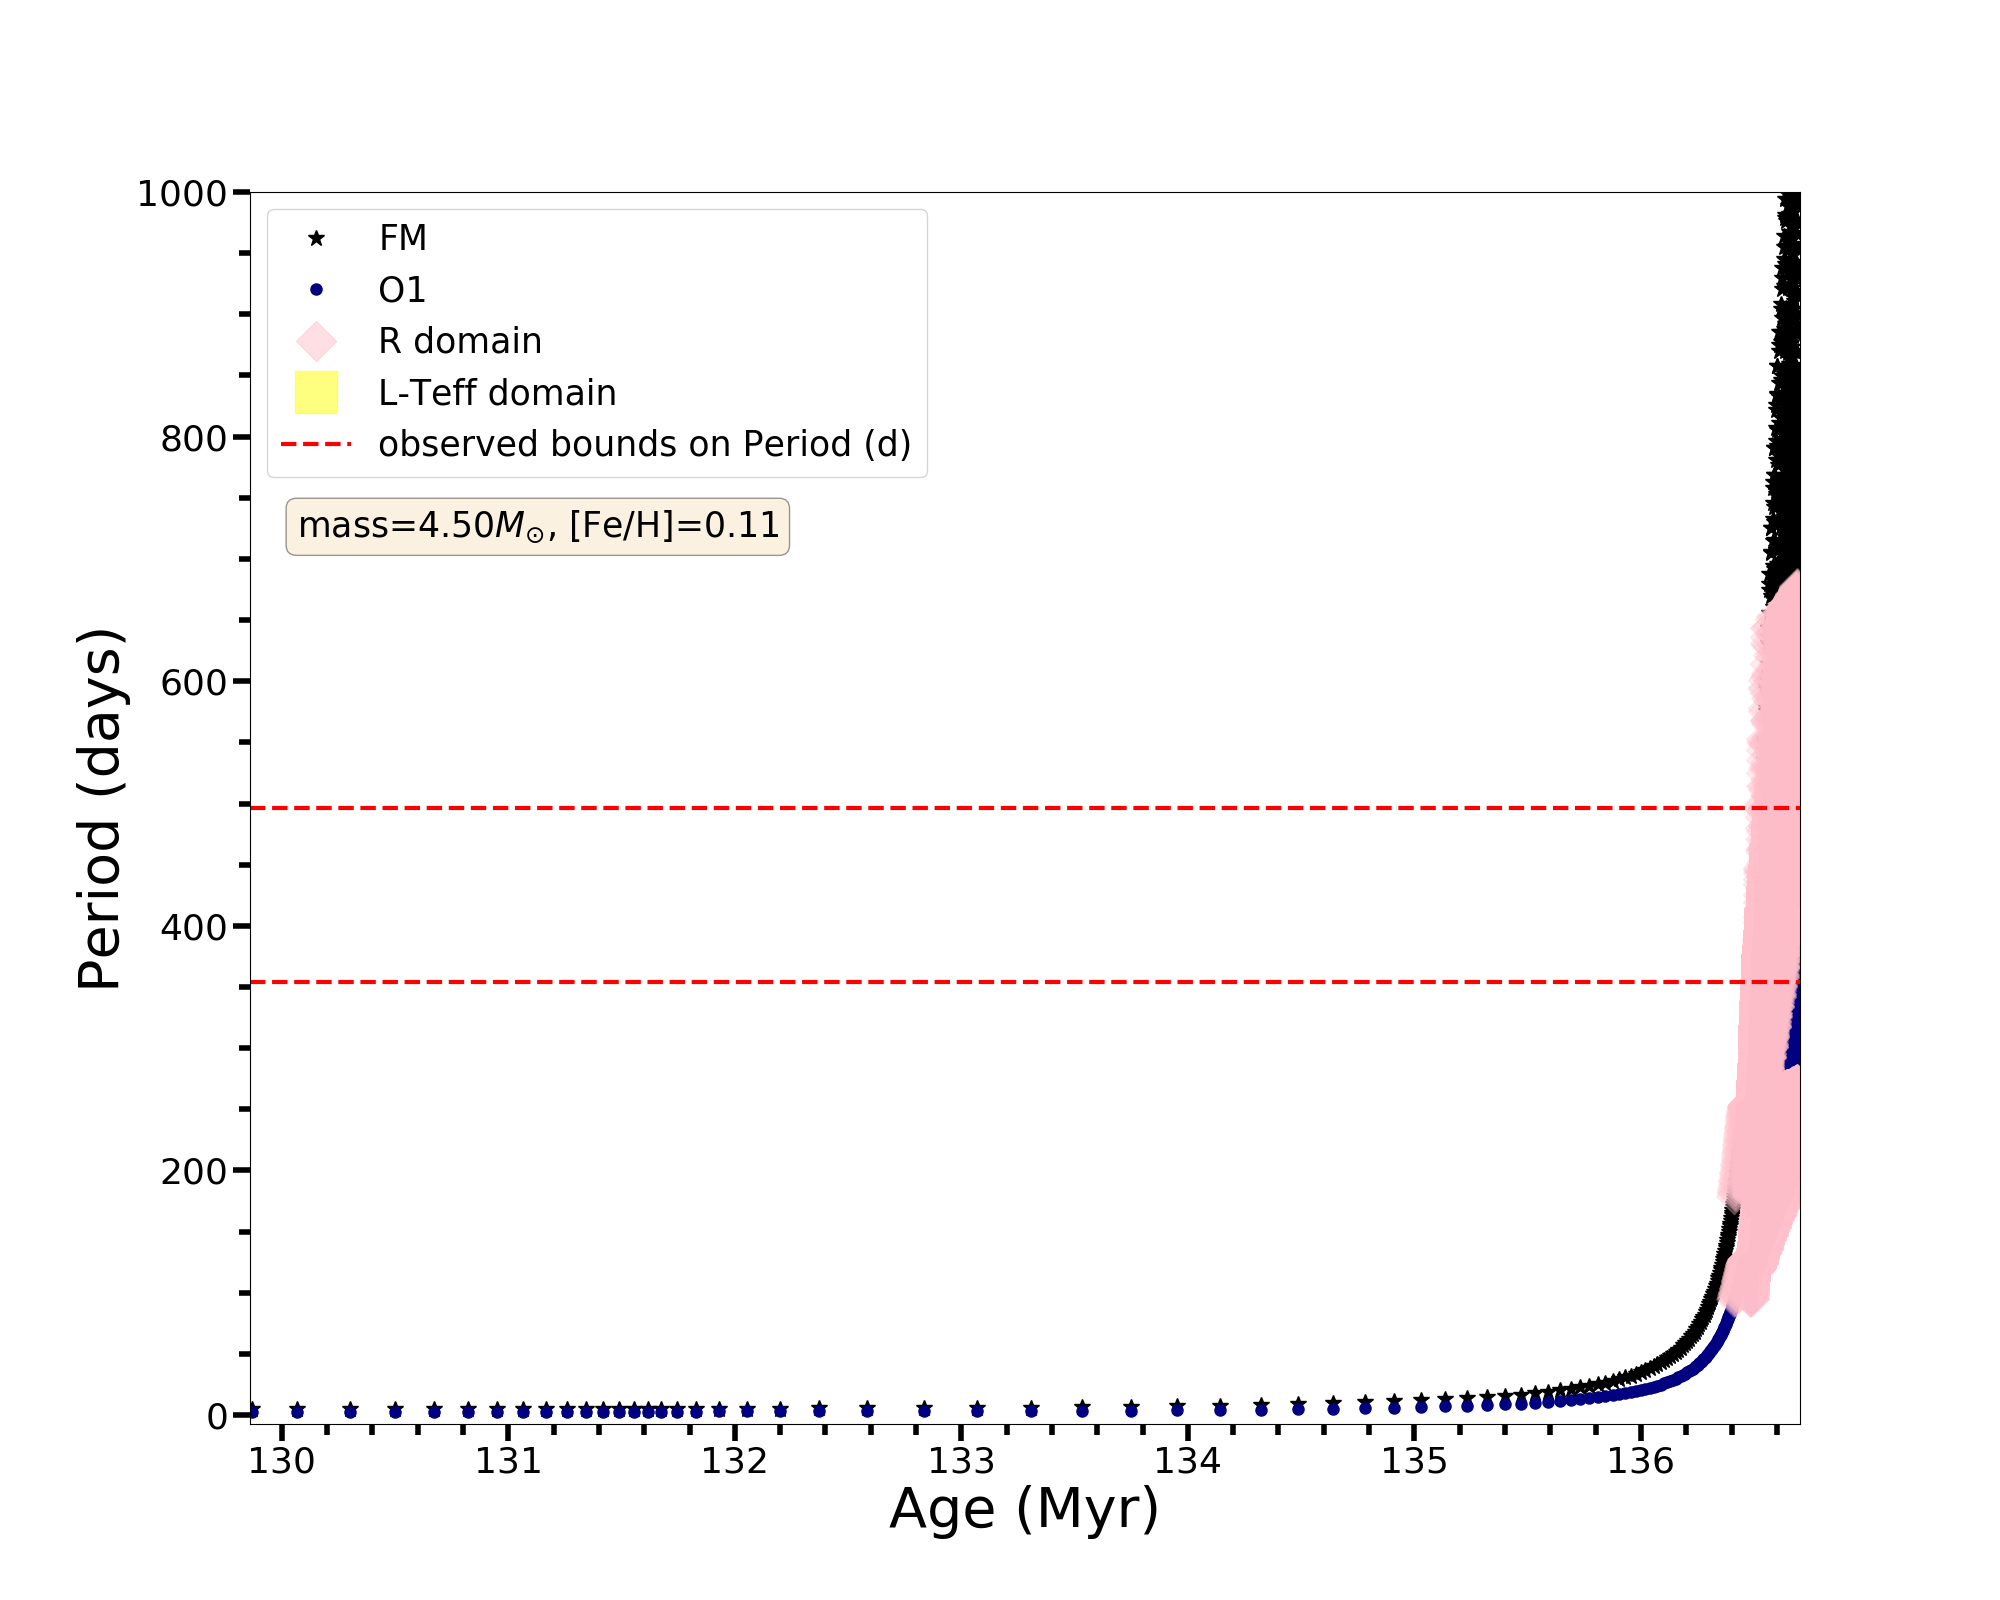 1000
800
600
400
200
0
Period (days)
FM
O1
R domain
L-Teff domain
observed bounds on Period (d)
mass=4.50M⊙, [Fe/H]=0.11
130 131 132 133 134 135 136
Age (Myr)